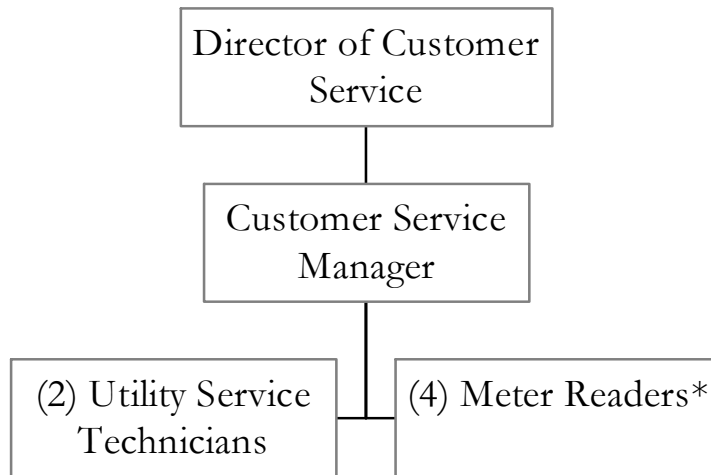 Director of Customer
Service
Customer Service
Manager
(2) Utility Service
Technicians
(4) Meter Readers*